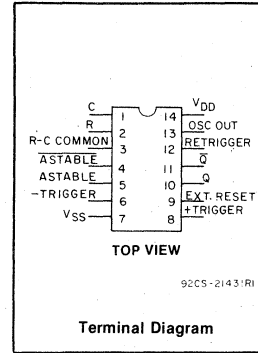 C 1 14 VDD
R 2 13 OSC OUT
R-C COMMON 3 12 RETRIGGER
ASTABLE 4 11 Q
ASTABLE 5 10 Q
-TRIGGER 6 9 EXT. RESET
VSS 7 8 +TRIGGER
TOP VIEW
92CS-21431RI
Terminal Diagram